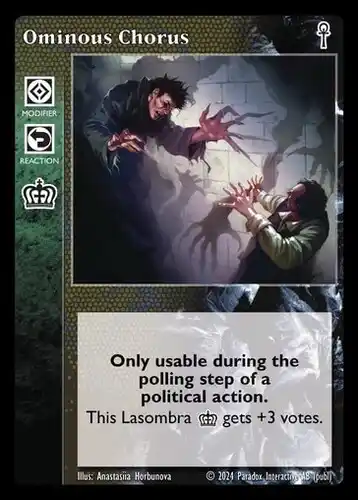 Ominous Chorus
MODIFIER
REACTION
Only usable during the
polling step of a
political action.
This Lasombra gets +3 votes.
Illus: Anastasiia Horbunova © 2024 Paradox Interactive AB (publ)